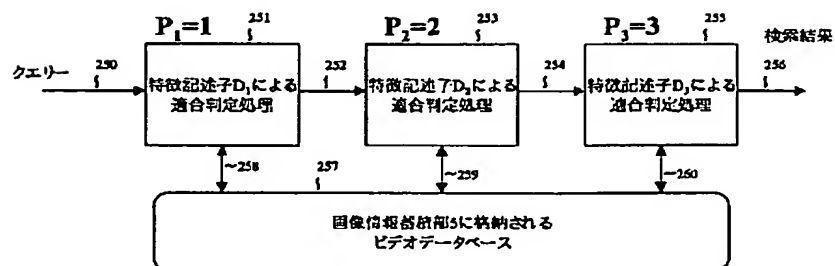 P1=1
251
P2=2
253
P3=3
255
検索結果
クエリー
250
特徴記述子D1による
適合判定処理
252
特徴記述子D2による
適合判定処理
254
特徴記述子D3による
適合判定処理
256
~258
257
~259
~260
画像情報蓄積部5に格納される
ビデオデータベース